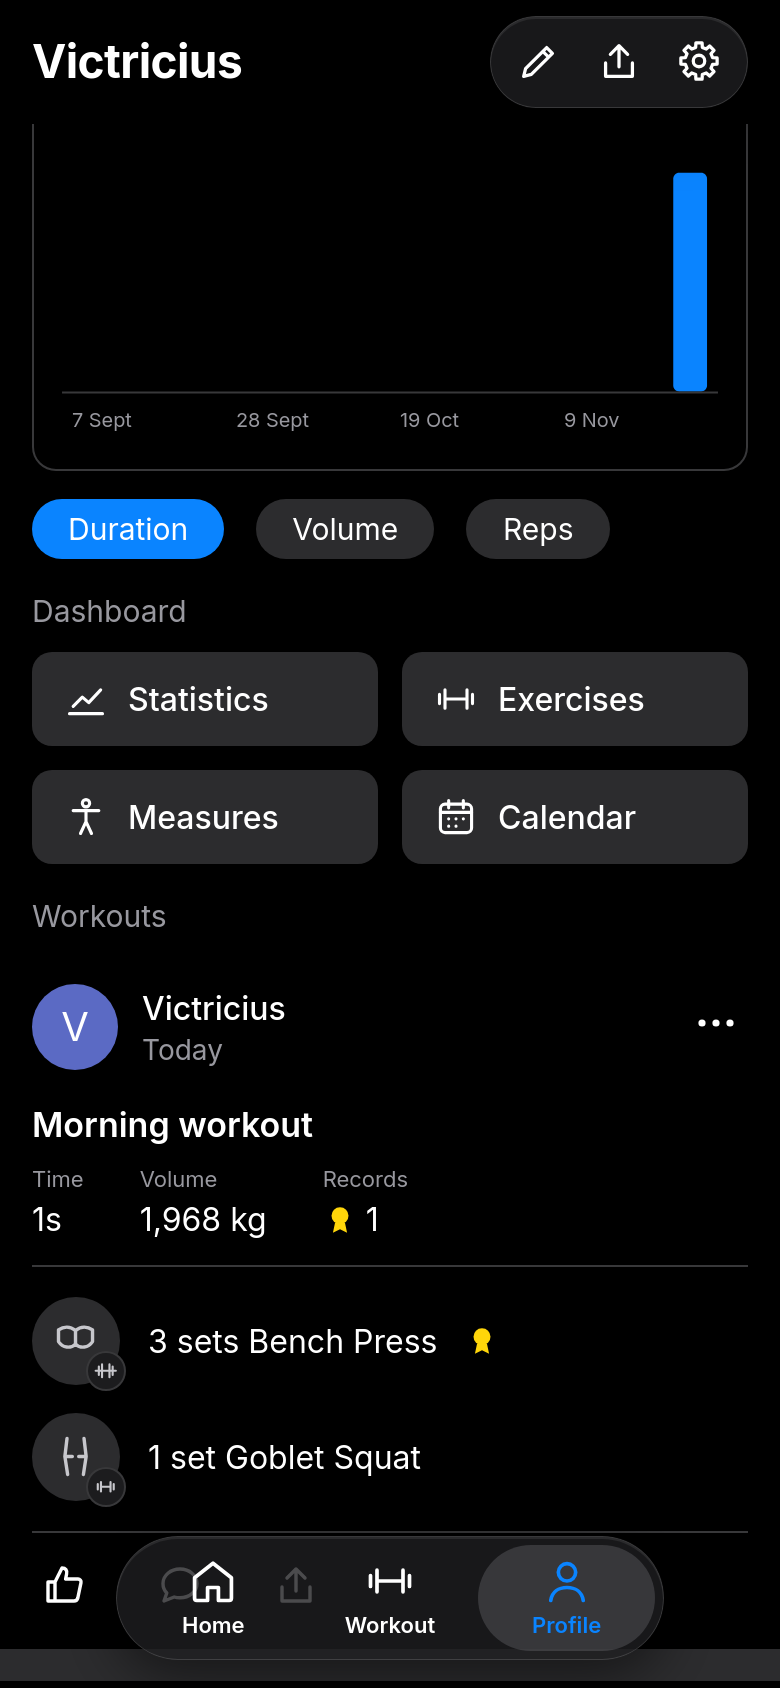 Victricius
7 Sept 28 Sept 19 Oct 9 Nov
Duration Volume Reps
Dashboard
Statistics Exercises
Measures Calendar
Workouts
V
Victricius
Today
Morning workout
Time Volume Records
1s 1,968 kg 1
3 sets Bench Press
1 set Goblet Squat
Home Workout Profile